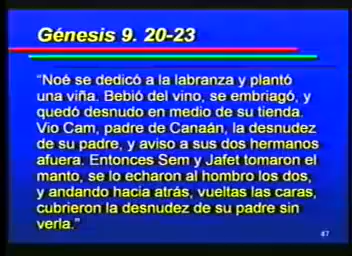 Génesis 9. 20-23
“Noé se dedicó a la labranza y plantó
una viña. Bebió del vino, se embriagó, y
quedó desnudo en medio de su tienda.
Vio Cam, padre de Canaán, la desnudez
de su padre, y aviso a sus dos hermanos
afuera. Entonces Sem y Jafet tomaron el
manto, se lo echaron al hombro los dos,
y andando hacia atrás, vueltas las caras,
cubrieron la desnudez de su padre sin
verla.”
47